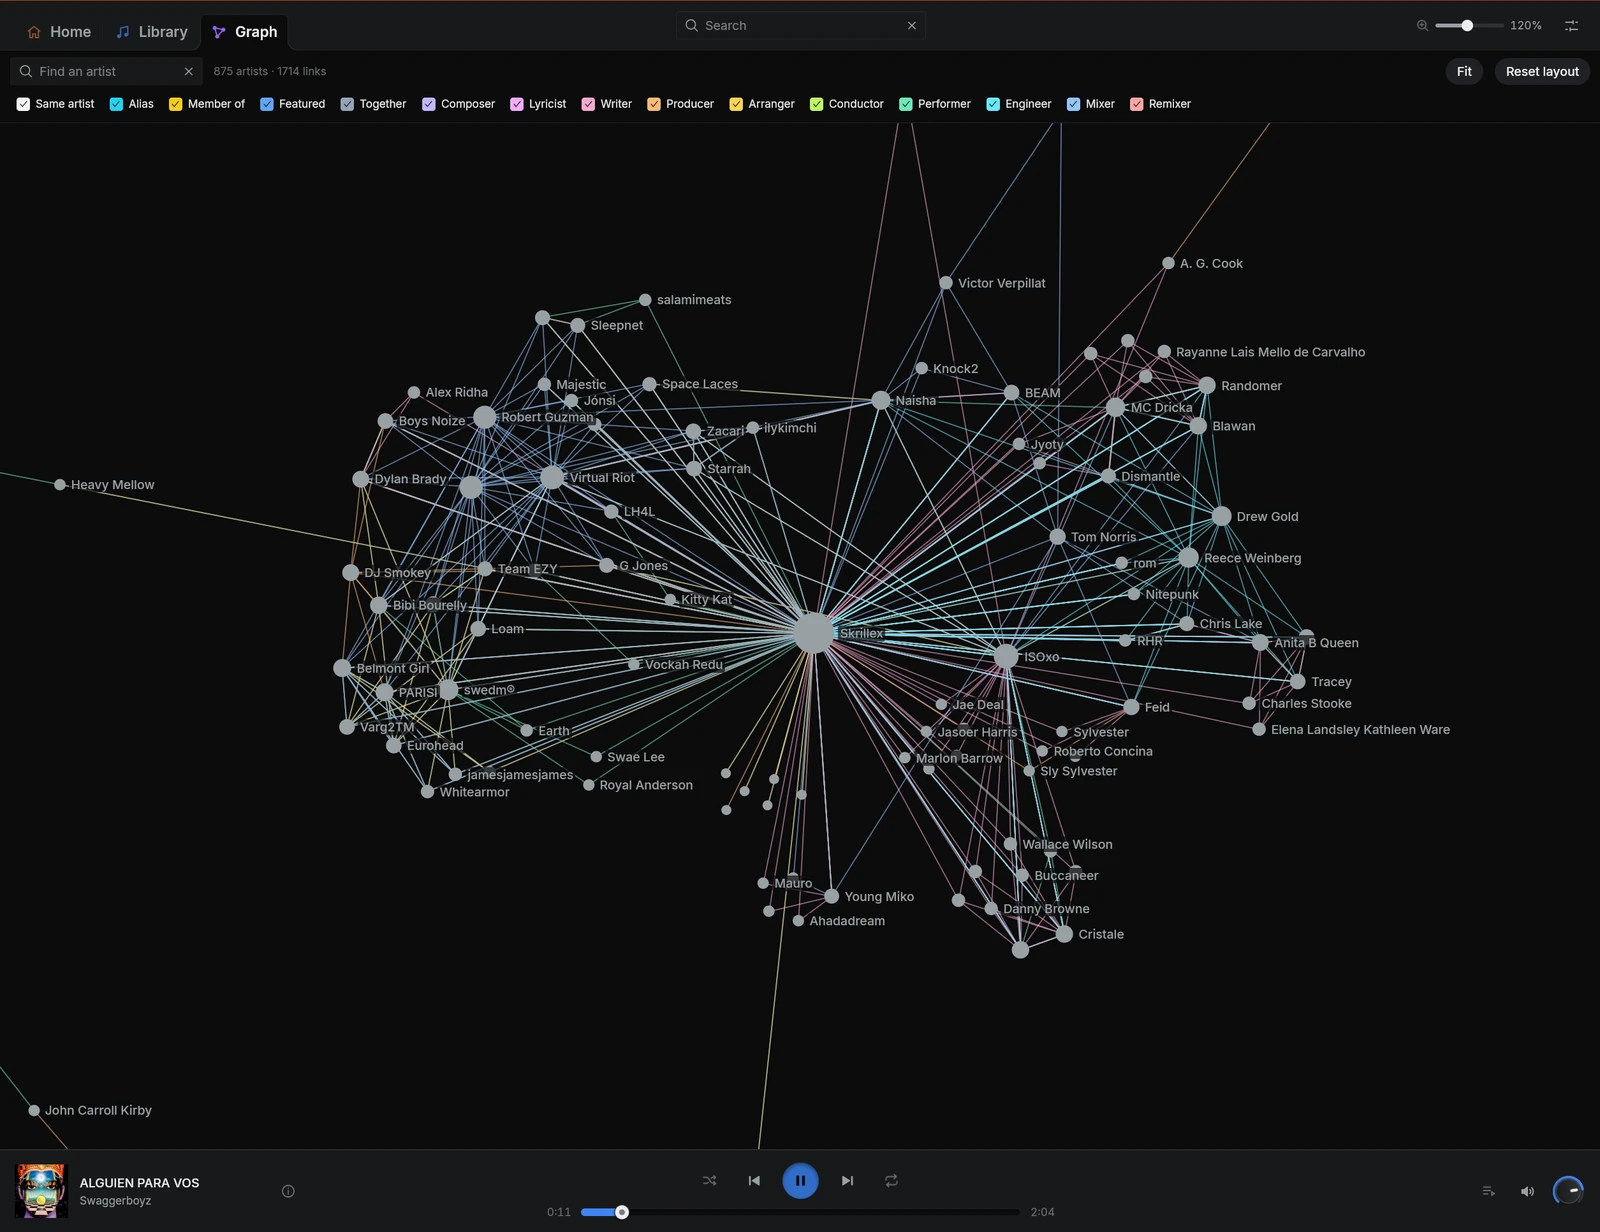 Home
Library
Graph
Search
120%
Find an artist
875 artists · 1714 links
Fit
Reset layout
Same artist
Alias
Member of
Featured
Together
Composer
Lyricist
Writer
Producer
Arranger
Conductor
Performer
Engineer
Mixer
Remixer
A. G. Cook
Victor Verpillat
salamimeats
Sleepnet
Rayanne Lais Mello de Carvalho
Knock2
Majestic
Space Laces
Randomer
Alex Ridha
BEAM
Jónsi
Naisha
MC Dricka
Robert Guzman
Boys Noize
Blawan
ilykimchi
Zacari
Jyoty
Starrah
Dismantle
Virtual Riot
Dylan Brady
Heavy Mellow
LH4L
Drew Gold
Tom Norris
Reece Weinberg
rom
G Jones
Team EZY
DJ Smokey
Nitepunk
Kitty Kat
Bibi Bourelly
Chris Lake
Loam
Skrillex
RHR
Anita B Queen
ISOxo
Vockah Redu
Belmont Girl
Tracey
swedm®
PARISI
Charles Stooke
Jae Deal
Feid
Varg2TM
Elena Landsley Kathleen Ware
Earth
Jasper Harris
Sylvester
Eurohead
Roberto Concina
Swae Lee
Marlon Barrow
Sly Sylvester
jamesjamesjames
Royal Anderson
Whitearmor
Wallace Wilson
Buccaneer
Mauro
Young Miko
Danny Browne
Ahadadream
Cristale
John Carroll Kirby
ALGUIEN PARA VOS
Swaggerboyz
0:11
2:04